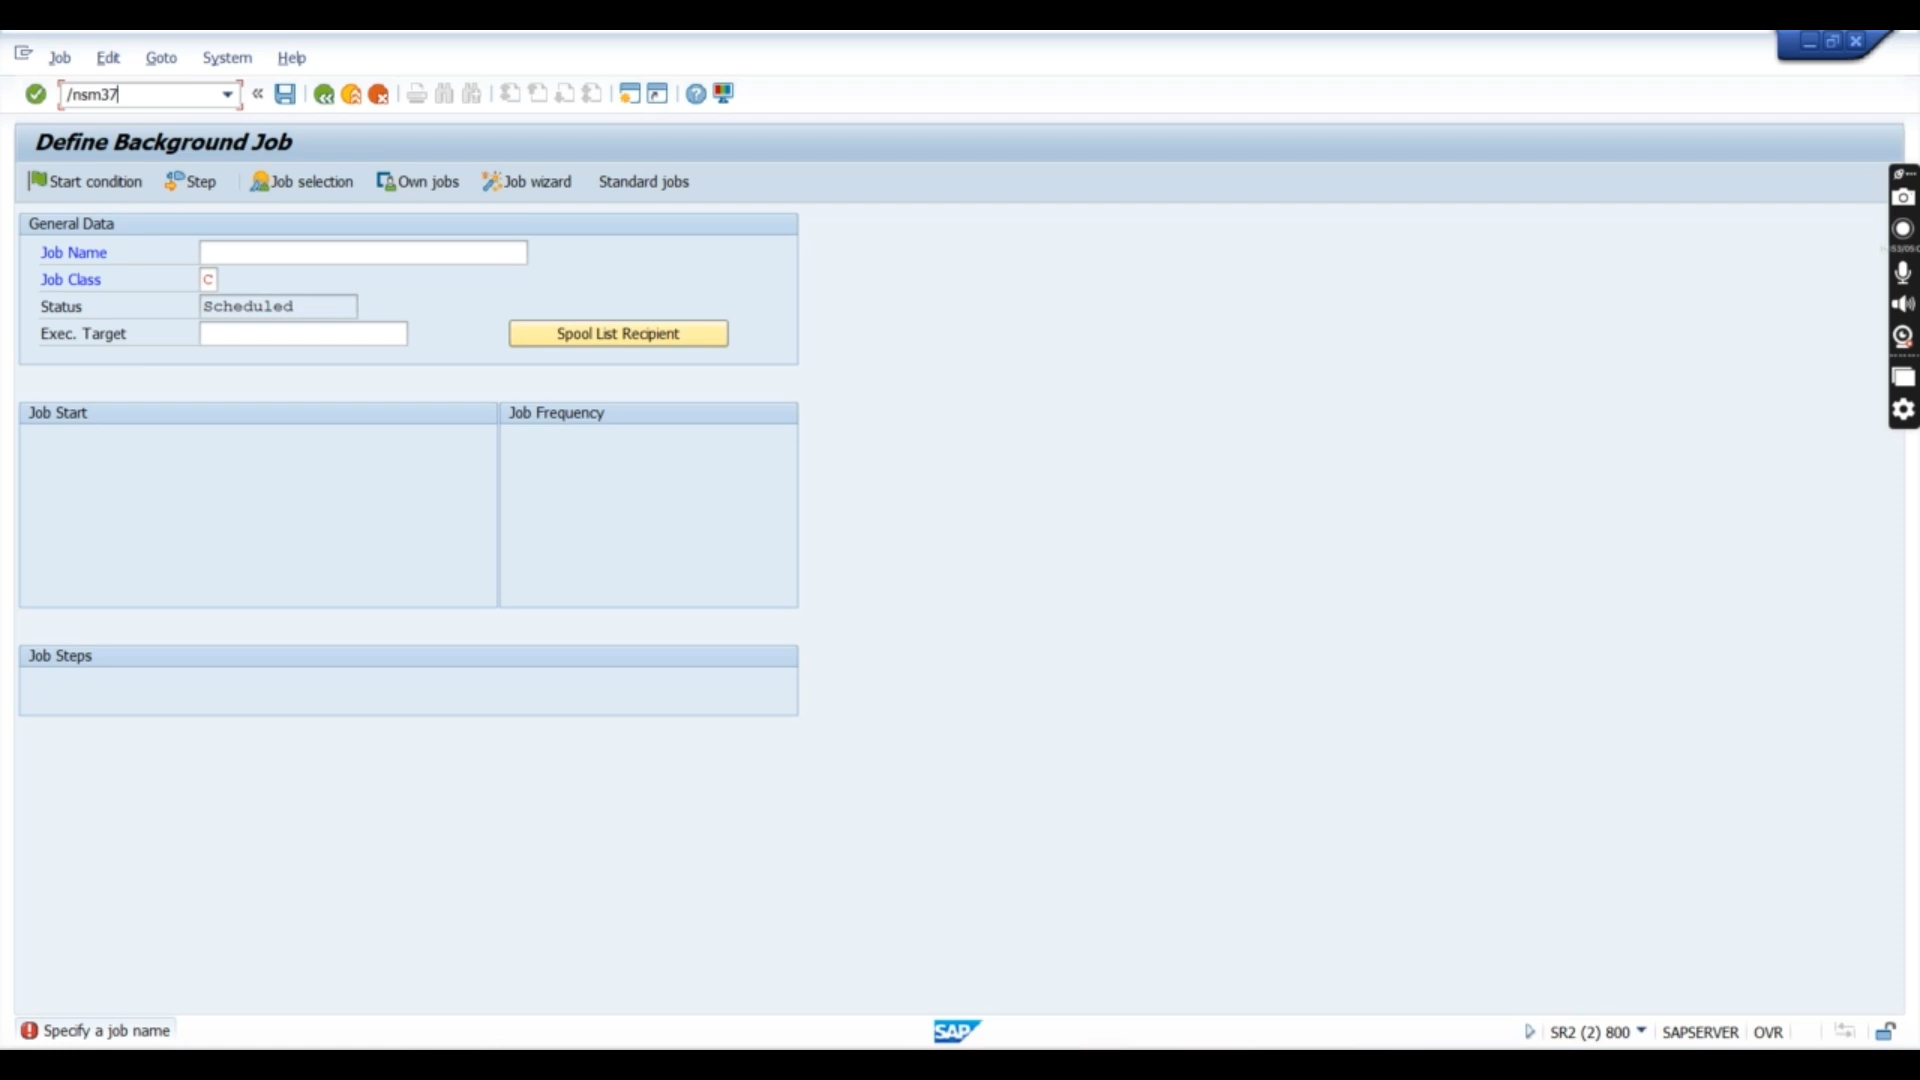 Job Edit Goto System Help
/nsm37
Define Background Job
Start condition Step Job selection Own jobs Job wizard Standard jobs
General Data
Job Name
Job Class C
Status Scheduled
Exec. Target Spool List Recipient
Job Start Job Frequency
Job Steps
Specify a job name SAP SR2 (2) 800 SAPSERVER OVR